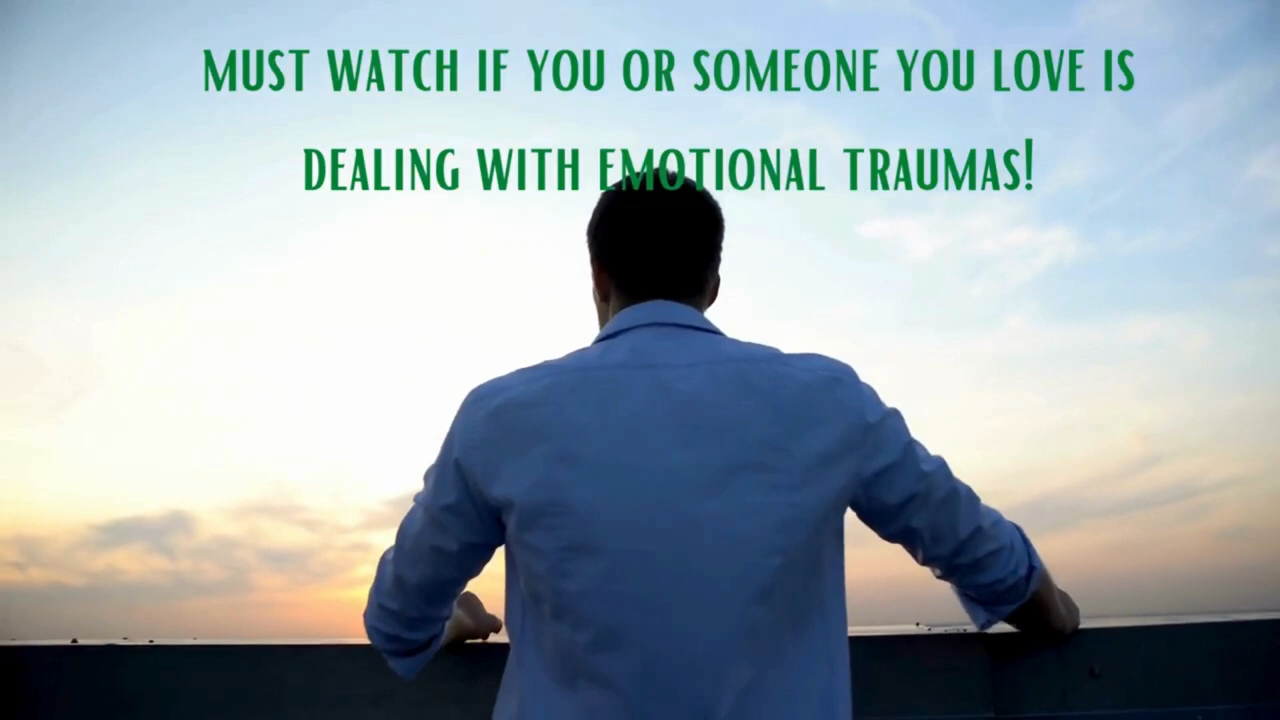 MUST WATCH IF YOU OR SOMEONE YOU LOVE IS
DEALING WITH EMOTIONAL TRAUMAS!